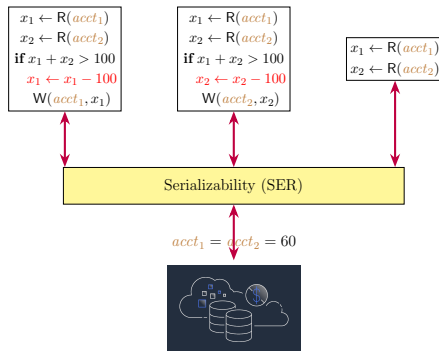 x₁ ← R(acct₁)
x₂ ← R(acct₂)
if x₁ + x₂ > 100
x₁ ← x₁ − 100
W(acct₁, x₁)
x₁ ← R(acct₁)
x₂ ← R(acct₂)
if x₁ + x₂ > 100
x₂ ← x₂ − 100
W(acct₂, x₂)
x₁ ← R(acct₁)
x₂ ← R(acct₂)
Serializability (SER)
acct₁ = acct₂ = 60
$